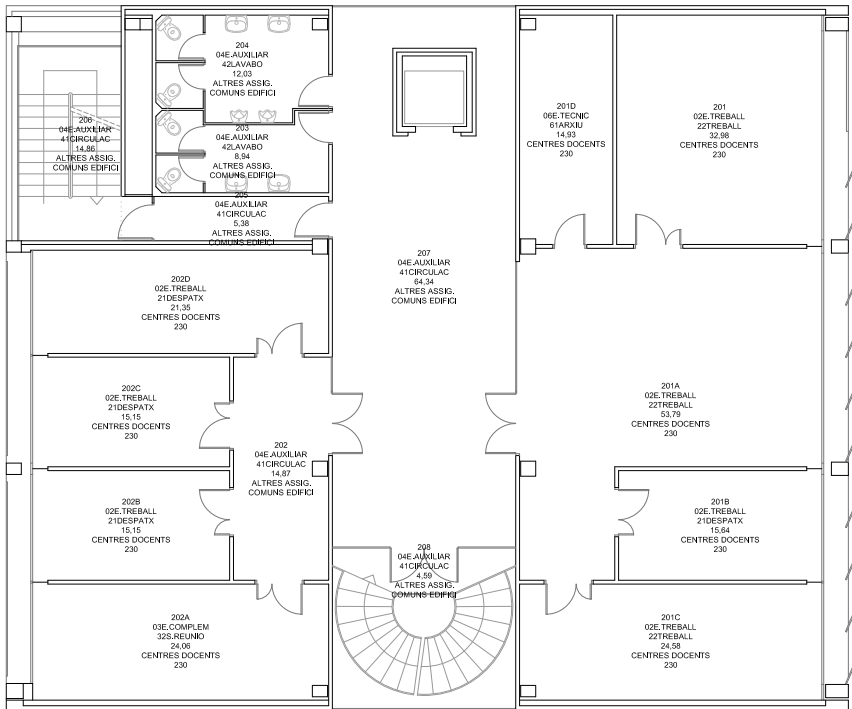 204
04E.AUXILIAR
42LAVABO
12,03
ALTRES ASSIG.
COMUNS EDIFICI
203
04E.AUXILIAR
42LAVABO
8,94
ALTRES ASSIG.
COMUNS EDIFICI
206
04E.AUXILIAR
41CIRCULAC
14,86
ALTRES ASSIG.
COMUNS EDIFICI
205
04E.AUXILIAR
41CIRCULAC
5,38
ALTRES ASSIG.
COMUNS EDIFICI
201D
06E.TECNIC
61ARXIU
14,93
CENTRES DOCENTS
230
201
02E.TREBALL
22TREBALL
32,98
CENTRES DOCENTS
230
207
04E.AUXILIAR
41CIRCULAC
64,34
ALTRES ASSIG.
COMUNS EDIFICI
202D
02E.TREBALL
21DESPATX
21,35
CENTRES DOCENTS
230
202C
02E.TREBALL
21DESPATX
15,15
CENTRES DOCENTS
230
201A
02E.TREBALL
22TREBALL
53,79
CENTRES DOCENTS
230
202
04E.AUXILIAR
41CIRCULAC
14,87
ALTRES ASSIG.
COMUNS EDIFICI
202B
02E.TREBALL
21DESPATX
15,15
CENTRES DOCENTS
230
201B
02E.TREBALL
21DESPATX
15,64
CENTRES DOCENTS
230
208
04E.AUXILIAR
41CIRCULAC
4,59
ALTRES ASSIG.
COMUNS EDIFICI
202A
03E.COMPLEM
32S.REUNIO
24,06
CENTRES DOCENTS
230
201C
02E.TREBALL
22TREBALL
24,58
CENTRES DOCENTS
230